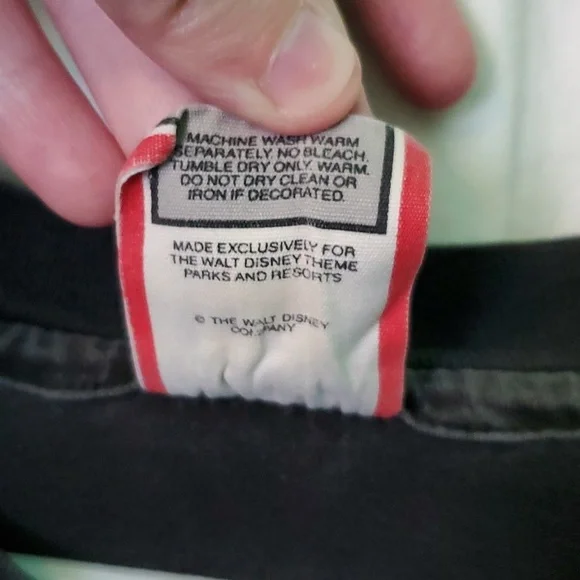 MACHINE WASH WARM
SEPARATELY. NO BLEACH.
TUMBLE DRY ONLY. WARM.
DO NOT DRY CLEAN OR
IRON IF DECORATED.
MADE EXCLUSIVELY FOR
THE WALT DISNEY THEME
PARKS AND RESORTS
© THE WALT DISNEY
COMPANY